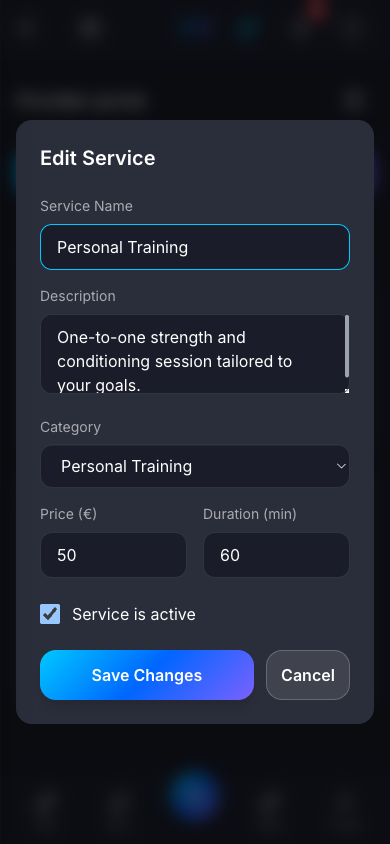 Edit Service
Service Name
Personal Training
Description
One-to-one strength and
conditioning session tailored to
your goals.
Category
Personal Training
Price (€)
Duration (min)
50
60
Service is active
Save Changes
Cancel